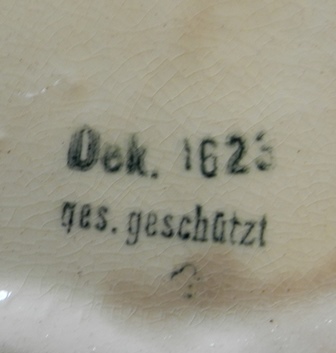 Dek. 1623
ges. geschützt